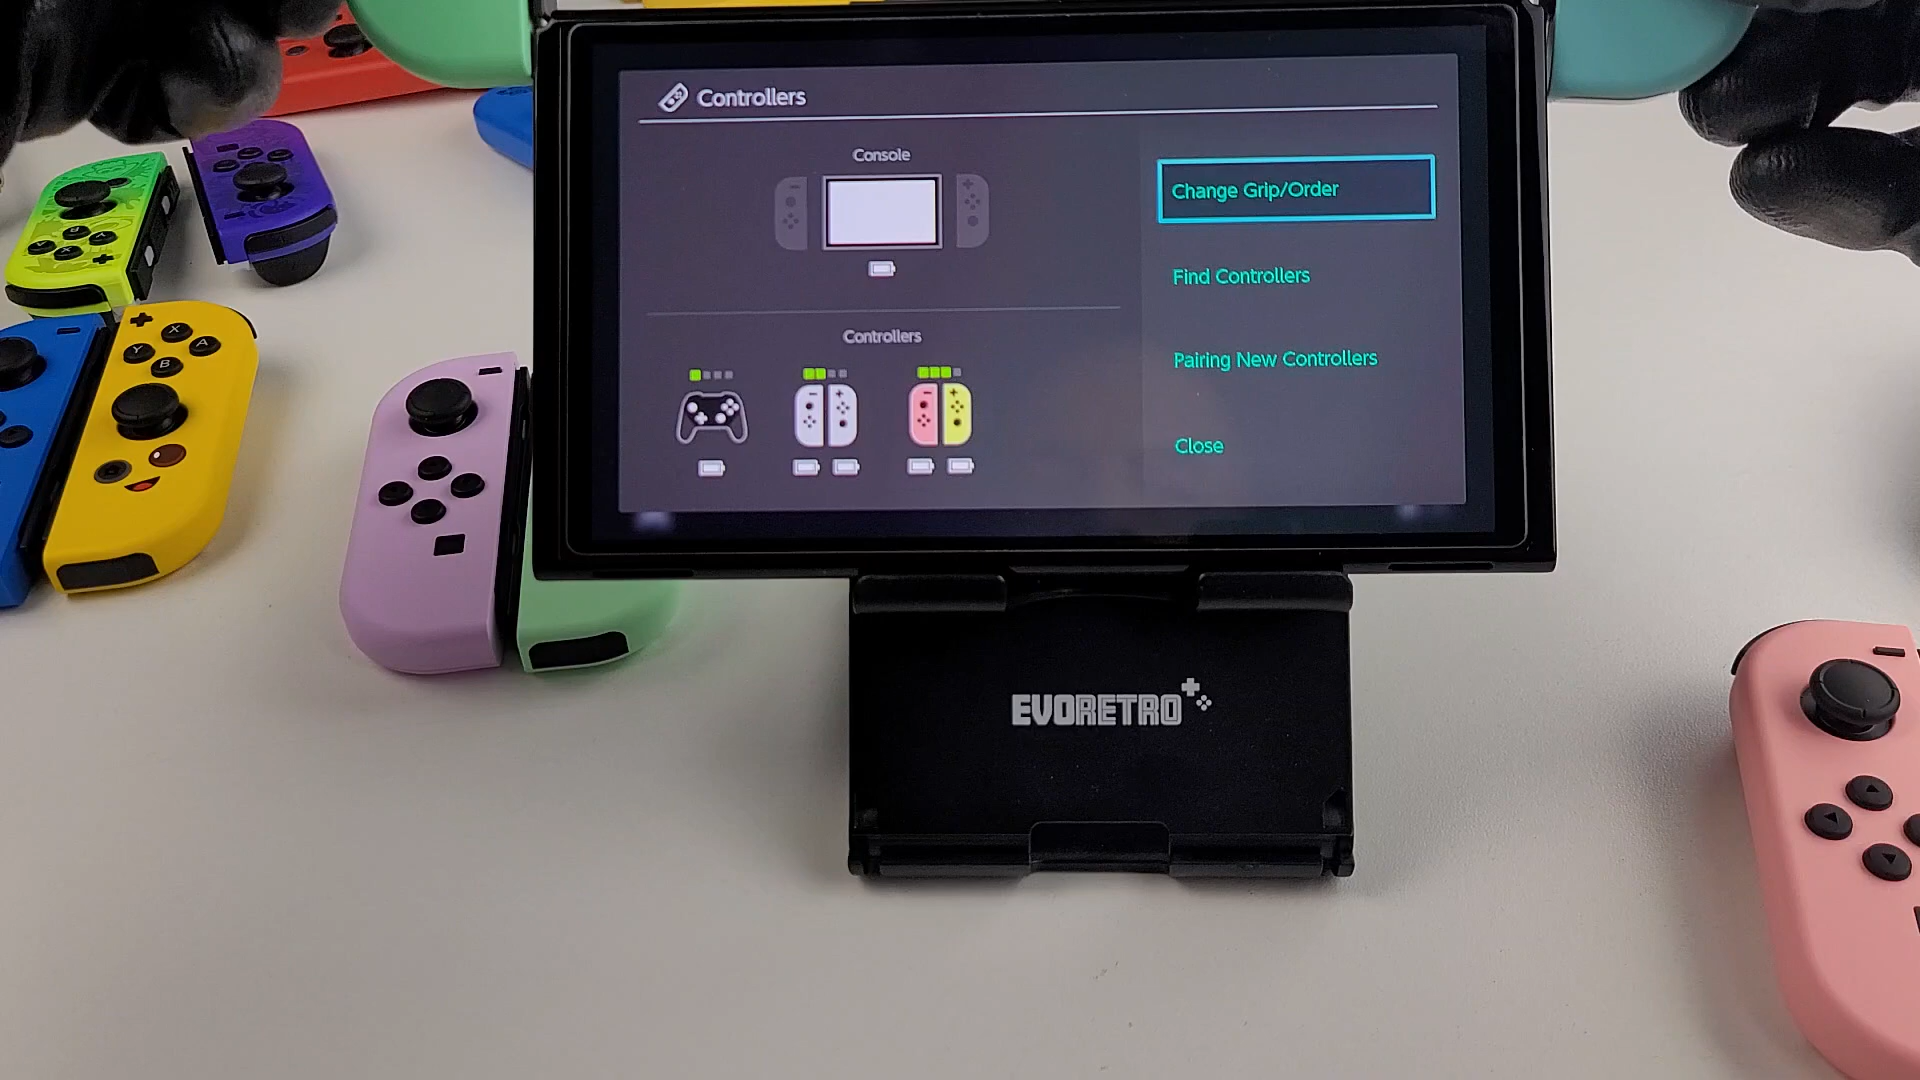 Controllers
Console
Controllers
Change Grip/Order
Find Controllers
Pairing New Controllers
Close
EVORETRO
X
Y
A
B